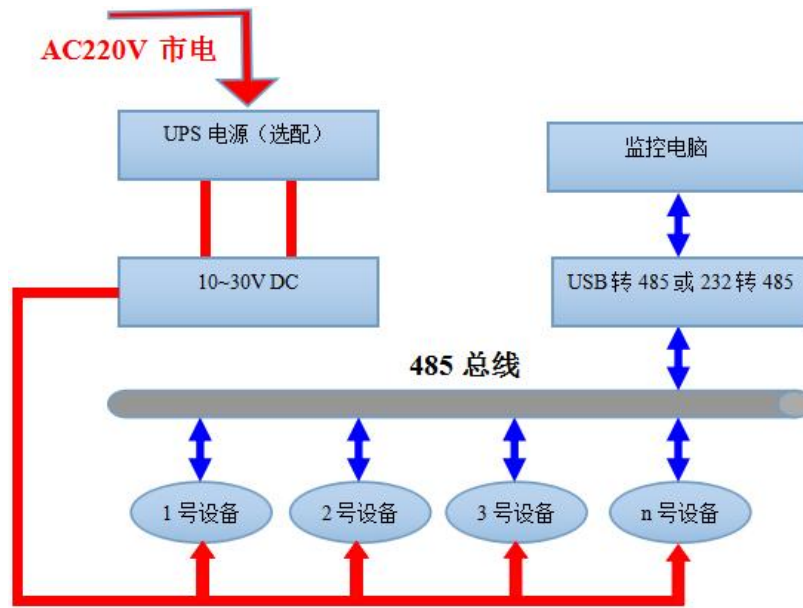 AC220V 市电
UPS 电源（选配）
监控电脑
10~30V DC
USB 转 485 或 232 转 485
485 总线
1 号设备
2 号设备
3 号设备
n 号设备